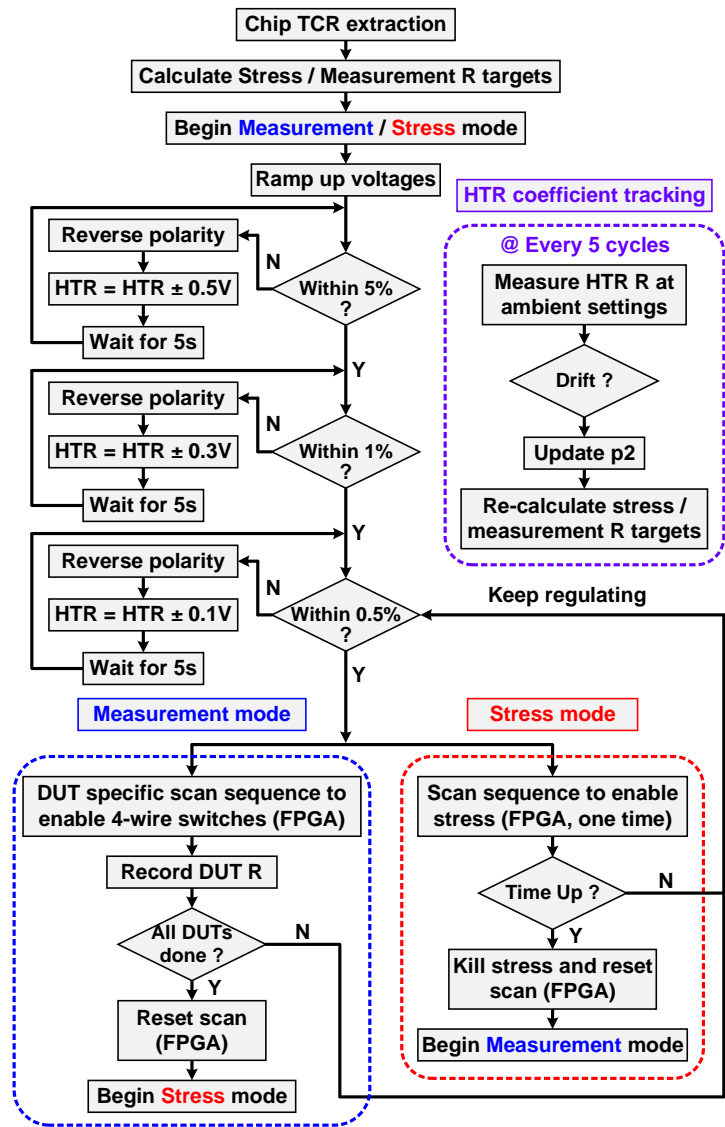 Chip TCR extraction
Calculate Stress / Measurement R targets
Begin Measurement / Stress mode
Ramp up voltages
Reverse polarity
HTR = HTR ± 0.5V
Wait for 5s
N
Within 5%
?
Y
Reverse polarity
HTR = HTR ± 0.3V
Wait for 5s
N
Within 1%
?
Y
Reverse polarity
HTR = HTR ± 0.1V
Wait for 5s
N
Within 0.5%
?
Y
HTR coefficient tracking
@ Every 5 cycles
Measure HTR R at
ambient settings
Drift ?
Update p2
Re-calculate stress /
measurement R targets
Keep regulating
Measurement mode
DUT specific scan sequence to
enable 4-wire switches (FPGA)
Record DUT R
All DUTs
done ?
N
Y
Reset scan
(FPGA)
Begin Stress mode
Stress mode
Scan sequence to enable
stress (FPGA, one time)
Time Up ?
N
Y
Kill stress and reset
scan (FPGA)
Begin Measurement mode